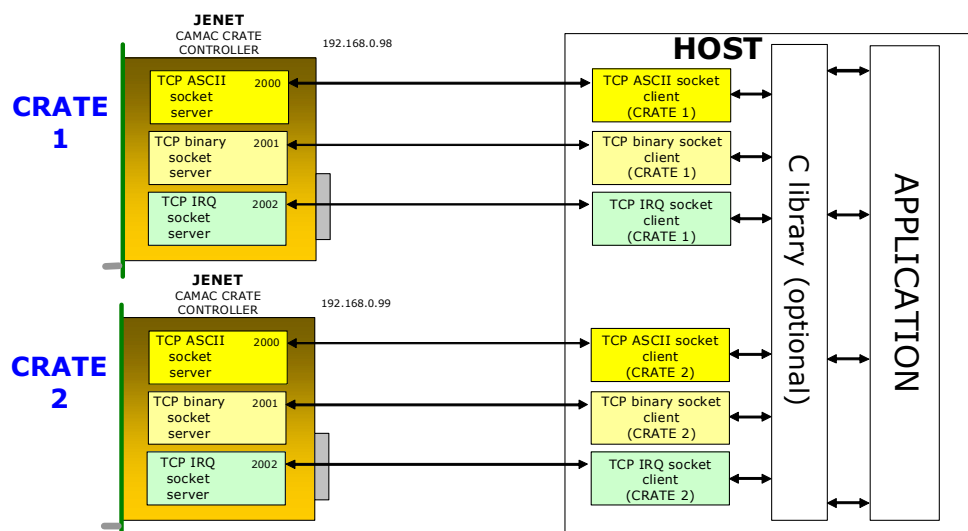 JENET
CAMAC CRATE
CONTROLLER
192.168.0.98
CRATE
1
TCP ASCII
socket
server
2000
TCP binary
socket
server
2001
TCP IRQ
socket
server
2002
HOST
TCP ASCII socket
client
(CRATE 1)
TCP binary socket
client
(CRATE 1)
TCP IRQ socket
client
(CRATE 1)
JENET
CAMAC CRATE
CONTROLLER
192.168.0.99
CRATE
2
TCP ASCII
socket
server
2000
TCP binary
socket
server
2001
TCP IRQ
socket
server
2002
TCP ASCII socket
client
(CRATE 2)
TCP binary socket
client
(CRATE 2)
TCP IRQ socket
client
(CRATE 2)
C library (optional)
APPLICATION